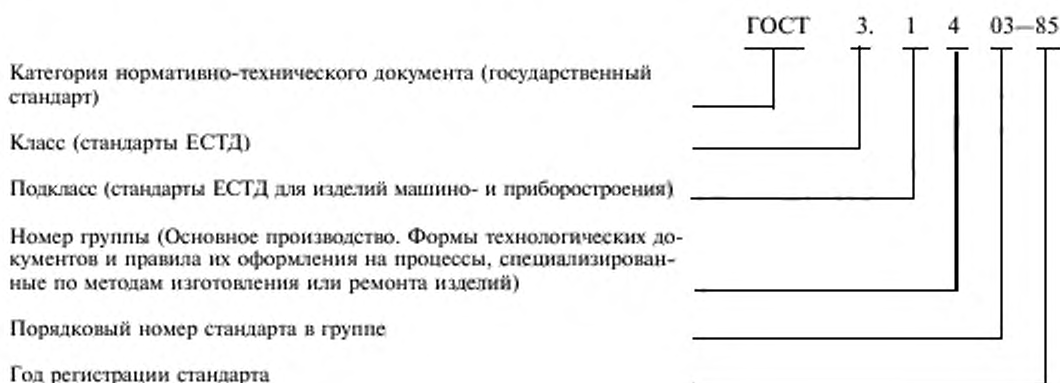 ГОСТ 3. 1 4 03—85
Категория нормативно-технического документа (государственный
стандарт)
Класс (стандарты ЕСТД)
Подкласс (стандарты ЕСТД для изделий машино- и приборостроения)
Номер группы (Основное производство. Формы технологических до-
кументов и правила их оформления на процессы, специализирован-
ные по методам изготовления или ремонта изделий)
Порядковый номер стандарта в группе
Год регистрации стандарта